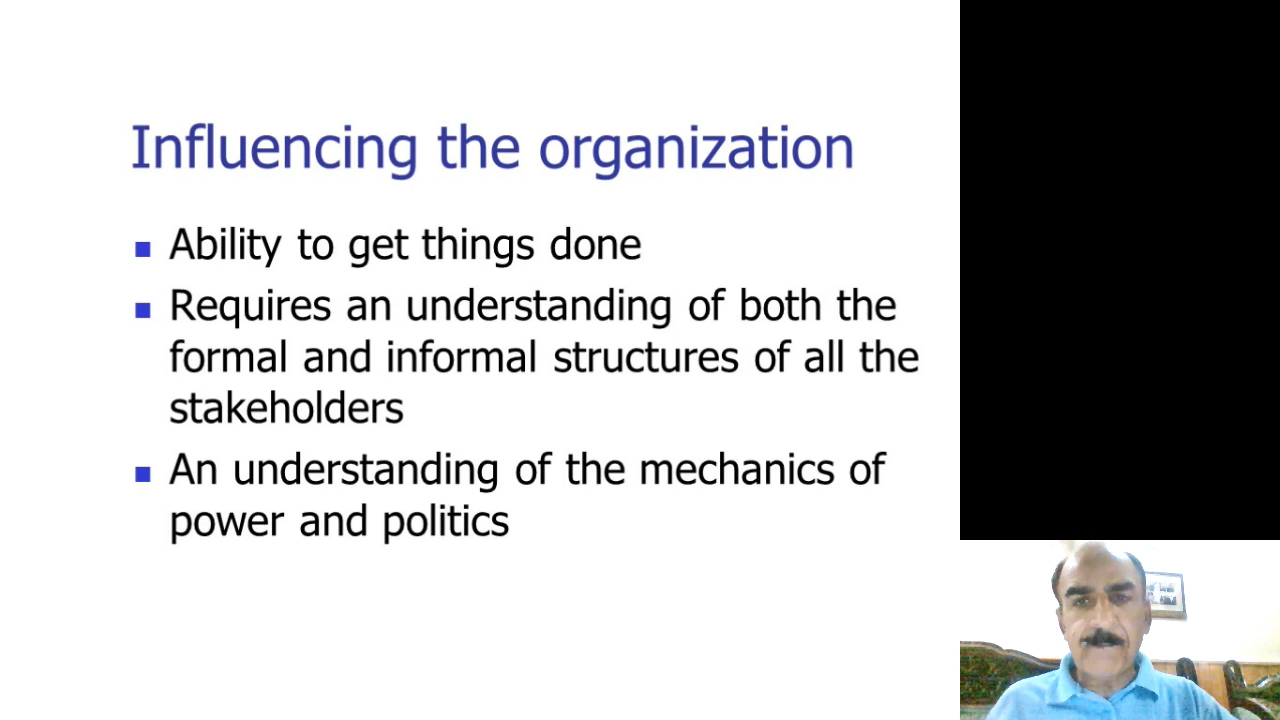 Influencing the organization
Ability to get things done
Requires an understanding of both the
formal and informal structures of all the
stakeholders
An understanding of the mechanics of
power and politics